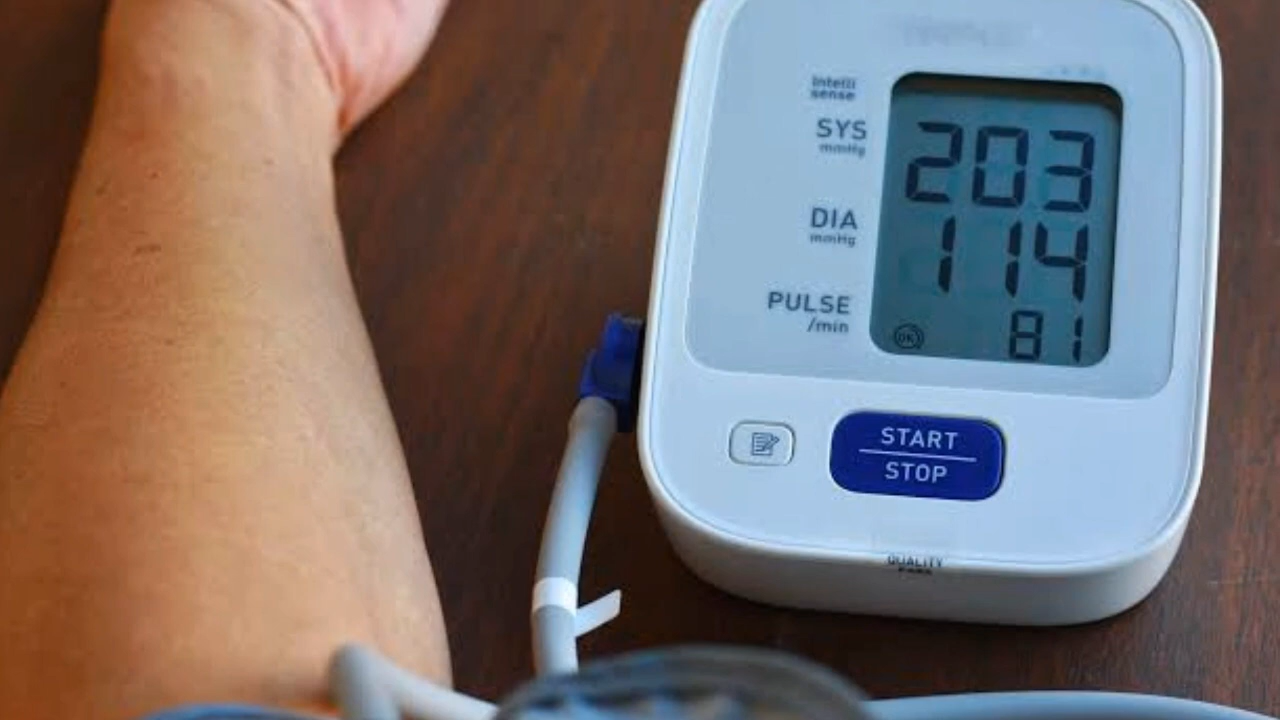 Intelli
sense
SYS
mmHg
203
DIA
mmHg
114
PULSE
/min
81
OK
START
STOP
QUALITY